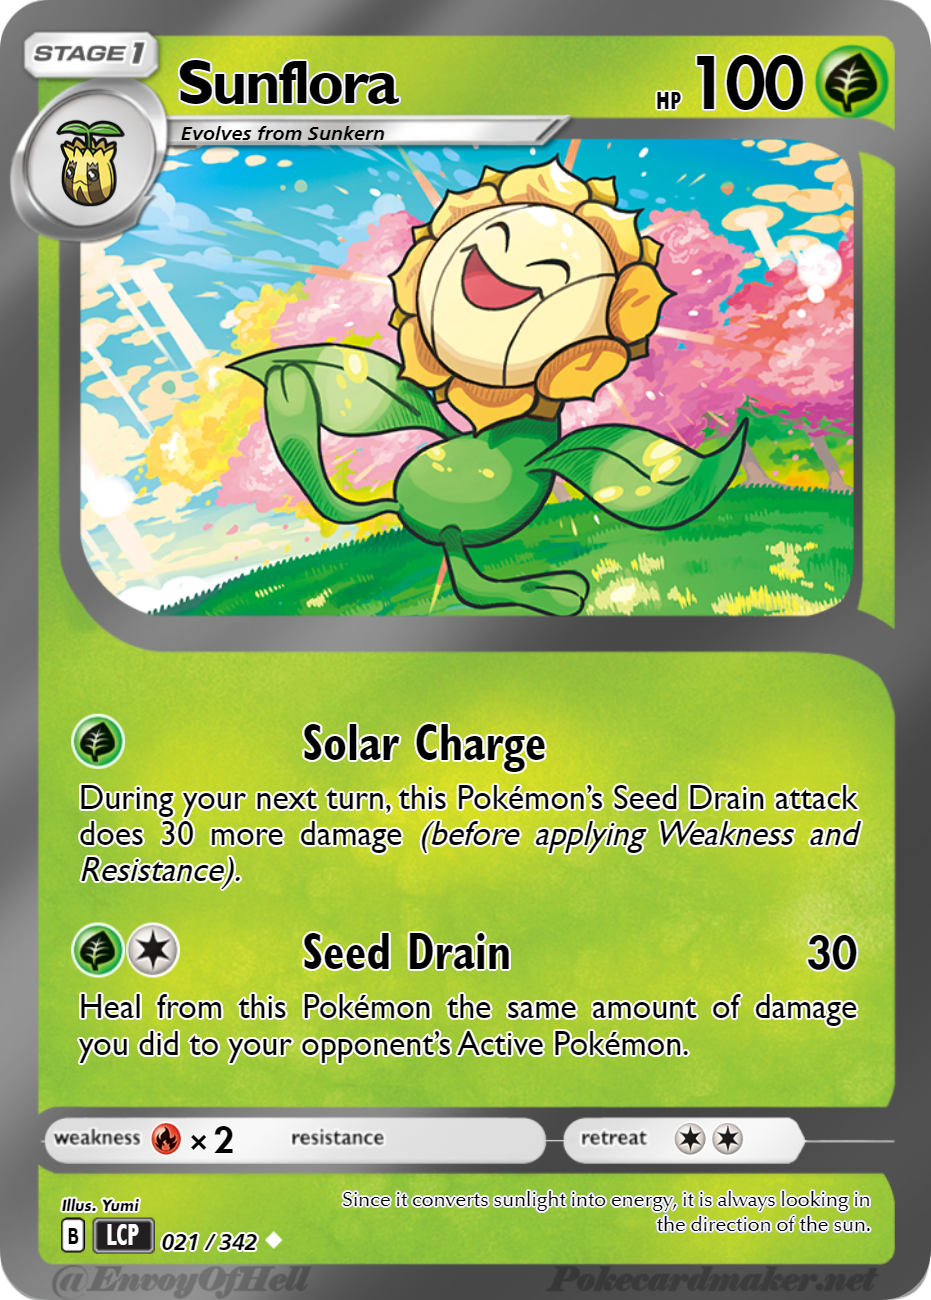 STAGE 1
Sunflora
HP 100
Evolves from Sunkern
Solar Charge
During your next turn, this Pokémon's Seed Drain attack
does 30 more damage (before applying Weakness and
Resistance).
Seed Drain 30
Heal from this Pokémon the same amount of damage
you did to your opponent's Active Pokémon.
weakness × 2 resistance retreat
Illus. Yumi
Since it converts sunlight into energy, it is always looking in
the direction of the sun.
B LCP 021 / 342
@EnvoyOfHell Pokecardmaker.net